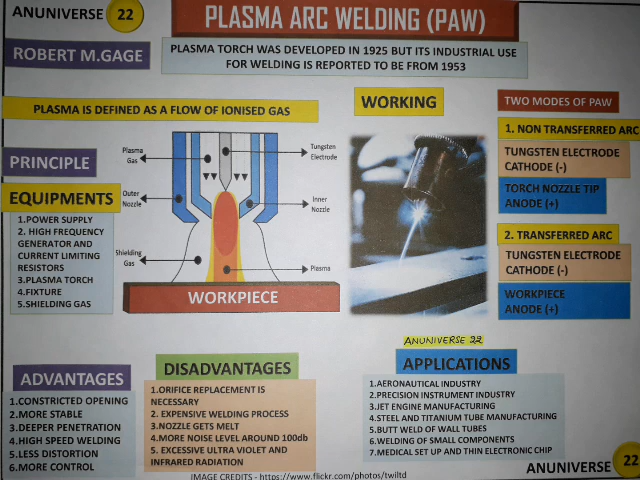 ANUNIVERSE 22
PLASMA ARC WELDING (PAW)
ROBERT M.GAGE
PLASMA TORCH WAS DEVELOPED IN 1925 BUT ITS INDUSTRIAL USE
FOR WELDING IS REPORTED TO BE FROM 1953
PLASMA IS DEFINED AS A FLOW OF IONISED GAS
PRINCIPLE
EQUIPMENTS
1.POWER SUPPLY
2. HIGH FREQUENCY
GENERATOR AND
CURRENT LIMITING
RESISTORS
3.PLASMA TORCH
4.FIXTURE
5.SHIELDING GAS
Plasma
Gas
Tungsten
Electrode
Outer
Nozzle
Inner
Nozzle
Shielding
Gas
Plasma
WORKPIECE
WORKING
TWO MODES OF PAW
1. NON TRANSFERRED ARC
TUNGSTEN ELECTRODE
CATHODE (-)
TORCH NOZZLE TIP
ANODE (+)
2. TRANSFERRED ARC
TUNGSTEN ELECTRODE
CATHODE (-)
WORKPIECE
ANODE (+)
ADVANTAGES
1.CONSTRICTED OPENING
2.MORE STABLE
3.DEEPER PENETRATION
4.HIGH SPEED WELDING
5.LESS DISTORTION
6.MORE CONTROL
DISADVANTAGES
1.ORIFICE REPLACEMENT IS
NECESSARY
2. EXPENSIVE WELDING PROCESS
3.NOZZLE GETS MELT
4.MORE NOISE LEVEL AROUND 100db
5. EXCESSIVE ULTRA VIOLET AND
INFRARED RADIATION
ANUNIVERSE 22
APPLICATIONS
1.AERONAUTICAL INDUSTRY
2.PRECISION INSTRUMENT INDUSTRY
3.JET ENGINE MANUFACTURING
4.STEEL AND TITANIUM TUBE MANUFACTURING
5.BUTT WELD OF WALL TUBES
6.WELDING OF SMALL COMPONENTS
7.MEDICAL SET UP AND THIN ELECTRONIC CHIP
ANUNIVERSE 22
IMAGE CREDITS - https://www.flickr.com/photos/twiltd